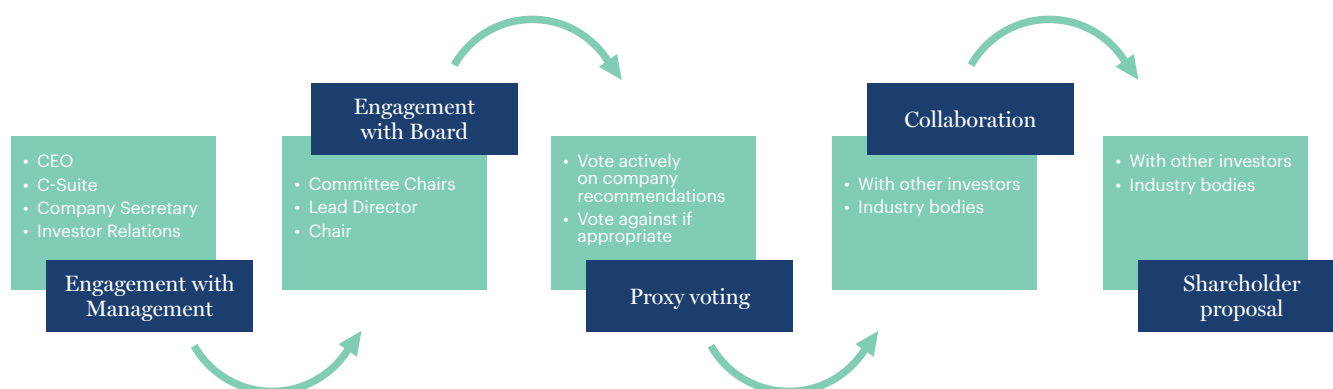 • CEO
• C-Suite
• Company Secretary
• Investor Relations
Engagement with
Management
Engagement
with Board
• Committee Chairs
• Lead Director
• Chair
• Vote actively
on company
recommendations
• Vote against if
appropriate
Proxy voting
Collaboration
• With other investors
• Industry bodies
• With other investors
• Industry bodies
Shareholder
proposal